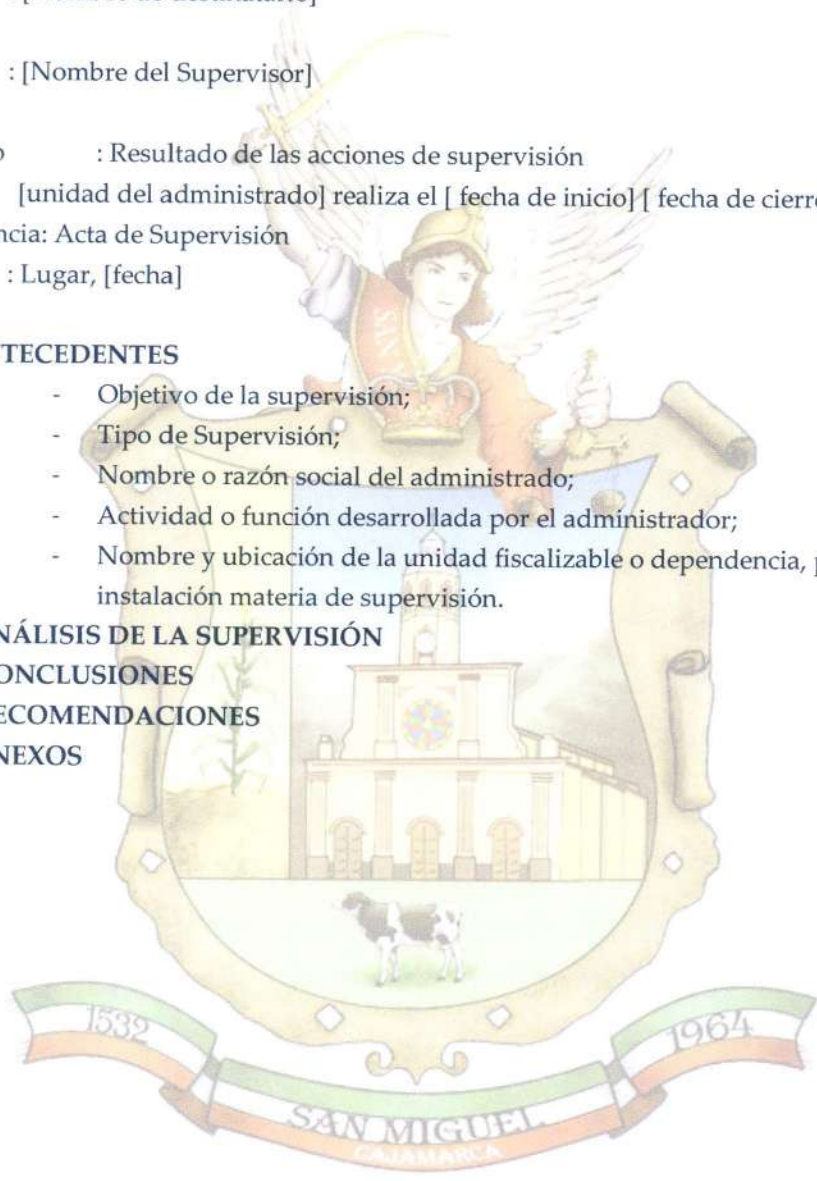 : [Nombre del Supervisor]
: Resultado de las acciones de supervisión
[unidad del administrado] realiza el [ fecha de inicio] [ fecha de cierre
ncia: Acta de Supervisión
: Lugar, [fecha]
TECEDENTES
- Objetivo de la supervisión;
- Tipo de Supervisión;
- Nombre o razón social del administrado;
- Actividad o función desarrollada por el administrador;
- Nombre y ubicación de la unidad fiscalizable o dependencia, p
instalación materia de supervisión.
NÁLISIS DE LA SUPERVISIÓN
ONCLUSIONES
ECOMENDACIONES
NEXOS
SAN
1532
1964
SAN MIGUEL
CAJAMARCA